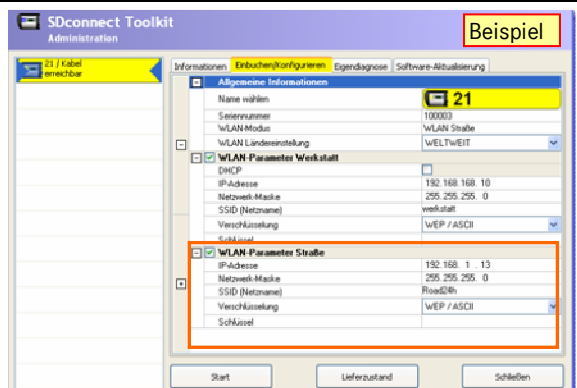 SDconnect Toolkit
Administration
Beispiel
21 / Kabel
erreichbar
Informationen Einbuchen/Konfigurieren Eigendiagnose Software-Aktualisierung
Allgemeine Informationen
Name wählen 21
Seriennummer 100003
WLAN-Modus WLAN Straße
WLAN Ländereinstellung WELTWEIT
WLAN-Parameter Werkstatt
DHCP
IP-Adresse 192. 168. 168. 10
Netzwerk-Maske 255. 255. 255. 0
SSID (Netzname) werkstatt
Verschlüsselung WEP / ASCII
Schlüssel
WLAN-Parameter Straße
IP-Adresse 192. 168. 1 . 13
Netzwerk-Maske 255. 255. 255. 0
SSID (Netzname) Road24h
Verschlüsselung WEP / ASCII
Schlüssel
Start Lieferzustand Schließen